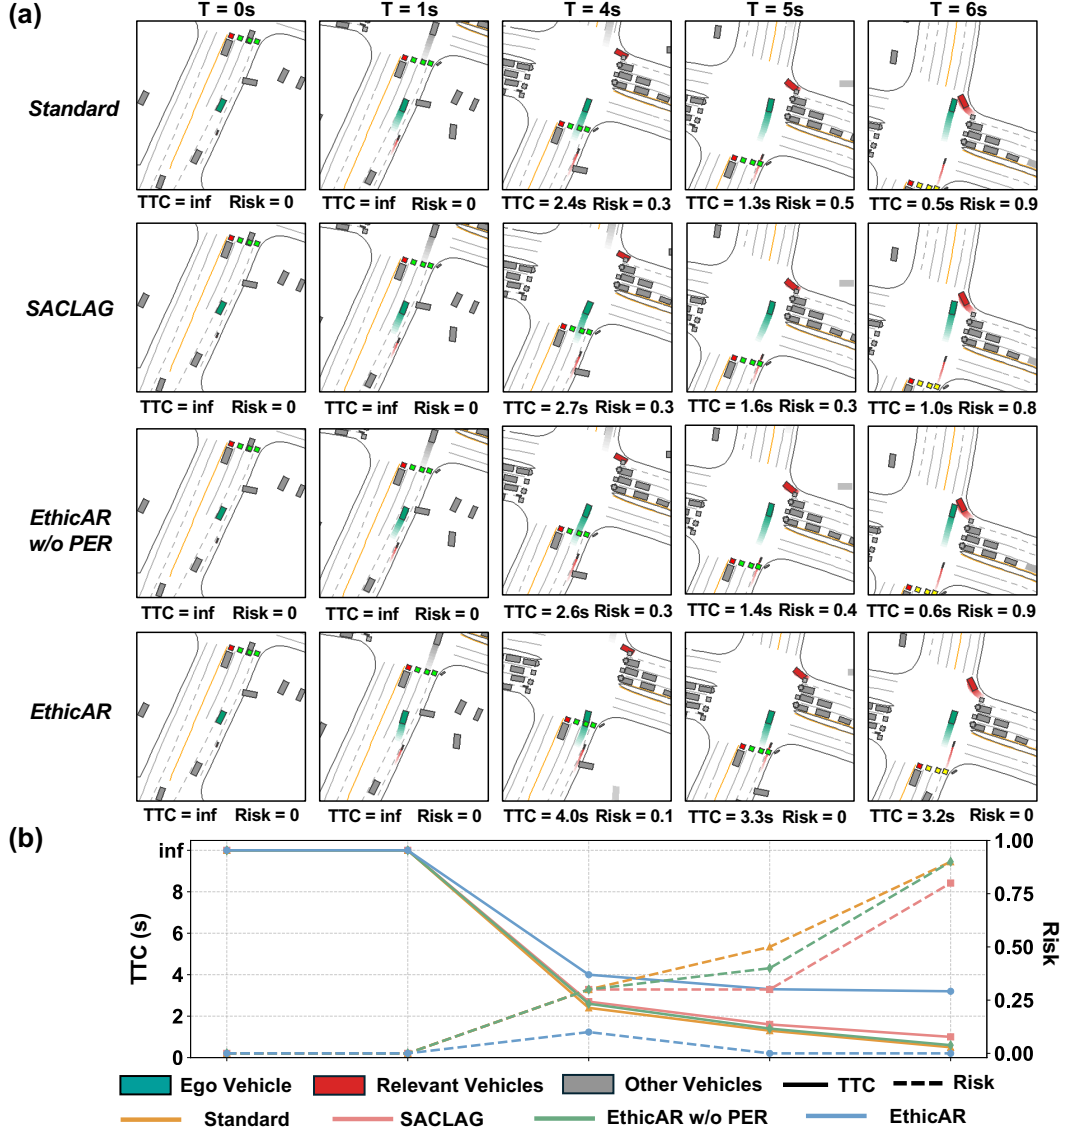 (a)
T = 0s T = 1s T = 4s T = 5s T = 6s
Standard
TTC = inf Risk = 0 TTC = inf Risk = 0 TTC = 2.4s Risk = 0.3 TTC = 1.3s Risk = 0.5 TTC = 0.5s Risk = 0.9
SACLAG
TTC = inf Risk = 0 TTC = inf Risk = 0 TTC = 2.7s Risk = 0.3 TTC = 1.6s Risk = 0.3 TTC = 1.0s Risk = 0.8
EthicAR
w/o PER
TTC = inf Risk = 0 TTC = inf Risk = 0 TTC = 2.6s Risk = 0.3 TTC = 1.4s Risk = 0.4 TTC = 0.6s Risk = 0.9
EthicAR
TTC = inf Risk = 0 TTC = inf Risk = 0 TTC = 4.0s Risk = 0.1 TTC = 3.3s Risk = 0 TTC = 3.2s Risk = 0
(b)
inf
8
6
4
2
0
TTC (s)
1.00
0.75
0.50
0.25
0.00
Risk
Ego Vehicle Relevant Vehicles Other Vehicles TTC Risk
Standard SACLAG EthicAR w/o PER EthicAR